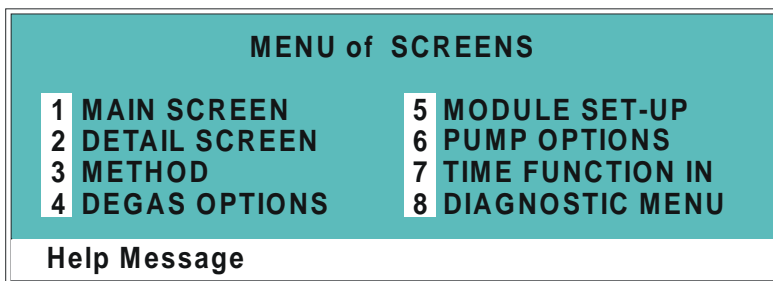 MENU of SCREENS
1 MAIN SCREEN
2 DETAIL SCREEN
3 METHOD
4 DEGAS OPTIONS
5 MODULE SET-UP
6 PUMP OPTIONS
7 TIME FUNCTION IN
8 DIAGNOSTIC MENU
Help Message